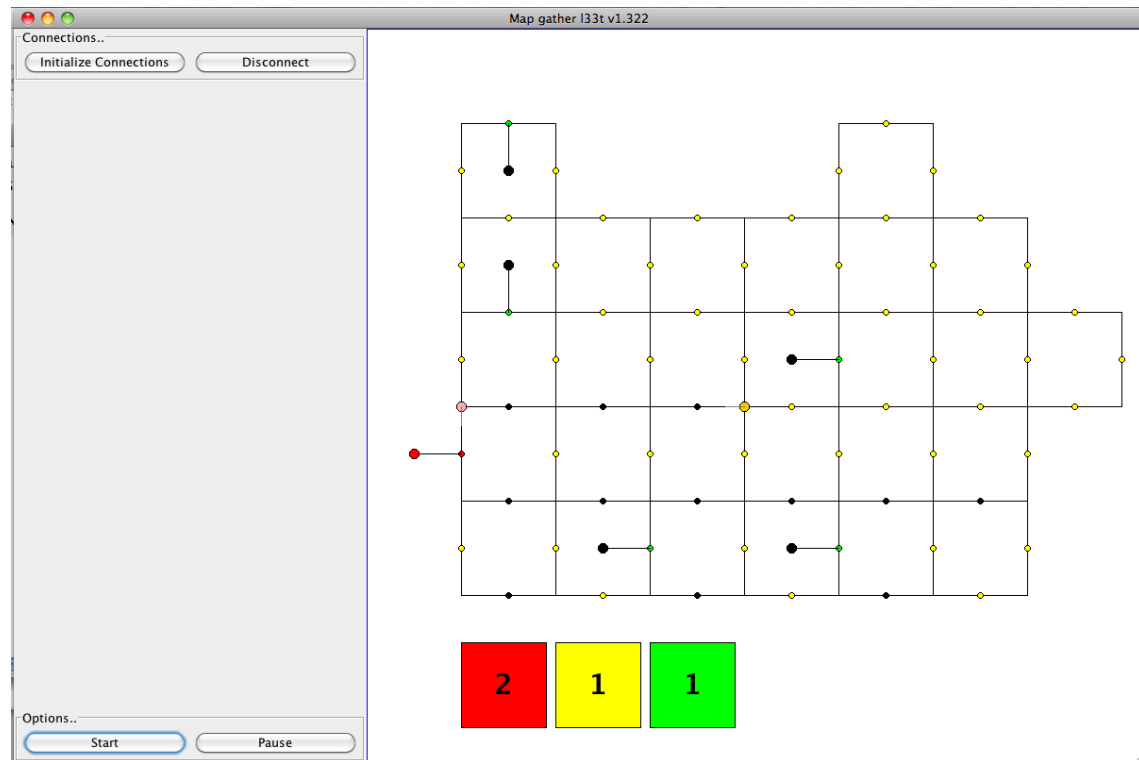 Map gather l33t v1.322
Connections..
Initialize Connections
Disconnect
2
1
1
Options..
Start
Pause